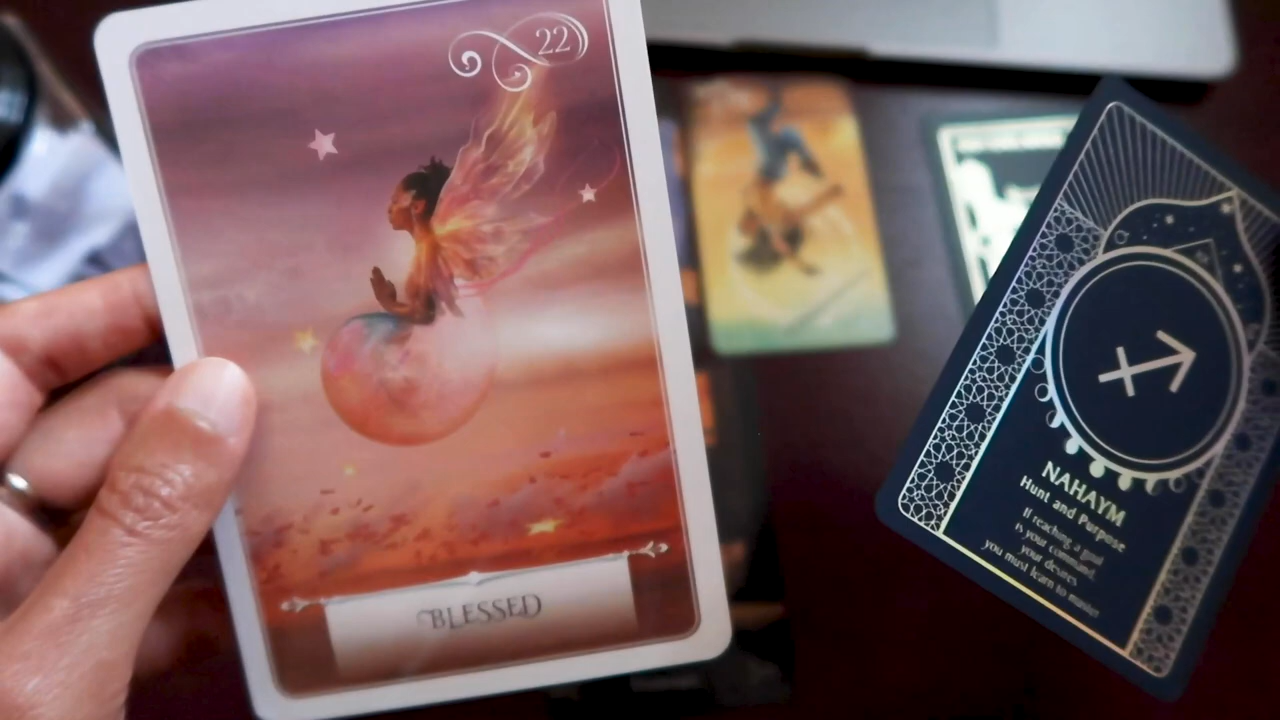 22
BLESSED
NAHAYM
Hunt and Purpose
If reaching a goal
is your command,
your desires
you must learn to master